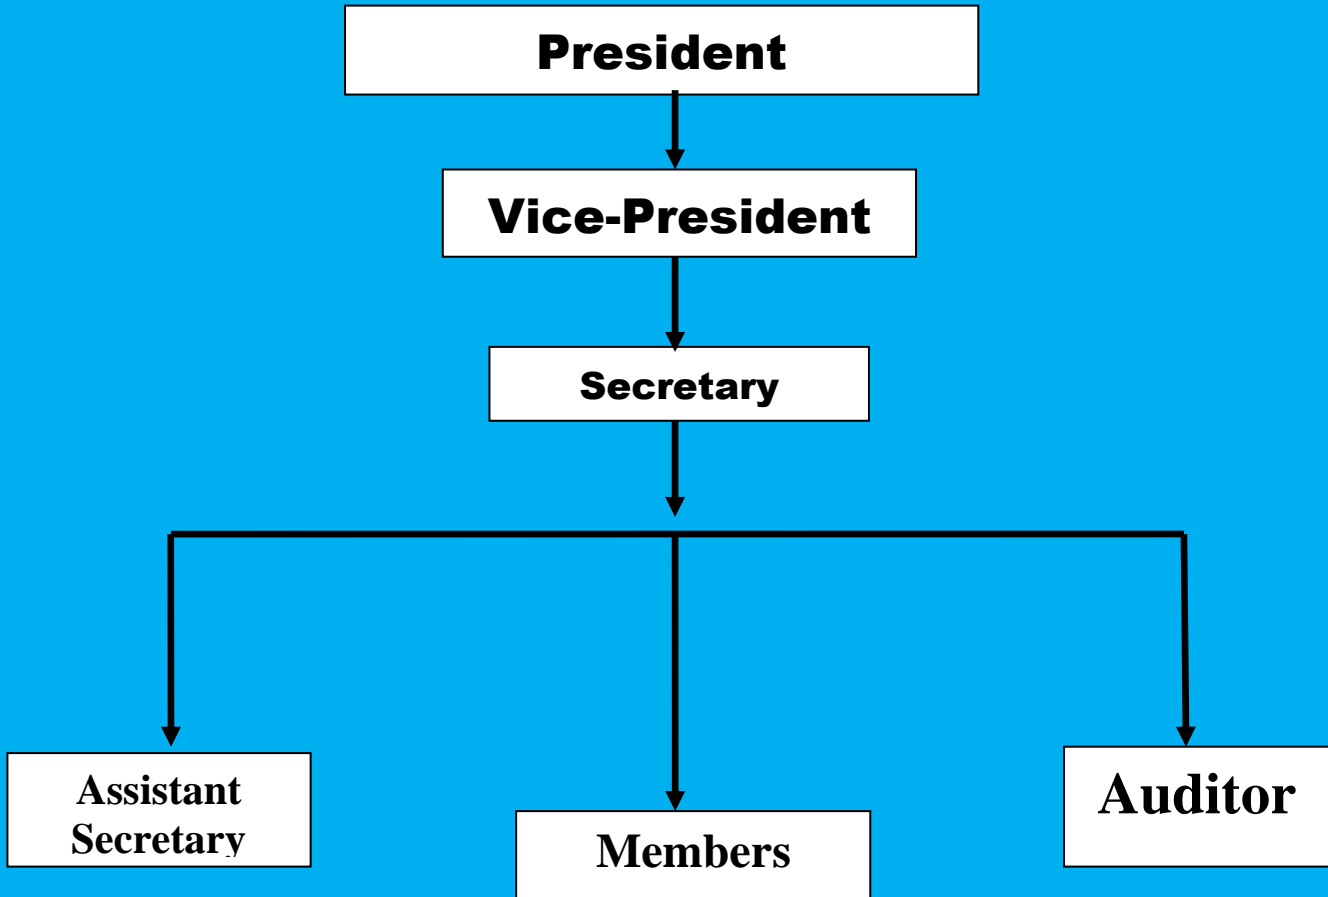 President
Vice-President
Secretary
Assistant
Secretary
Members
Auditor